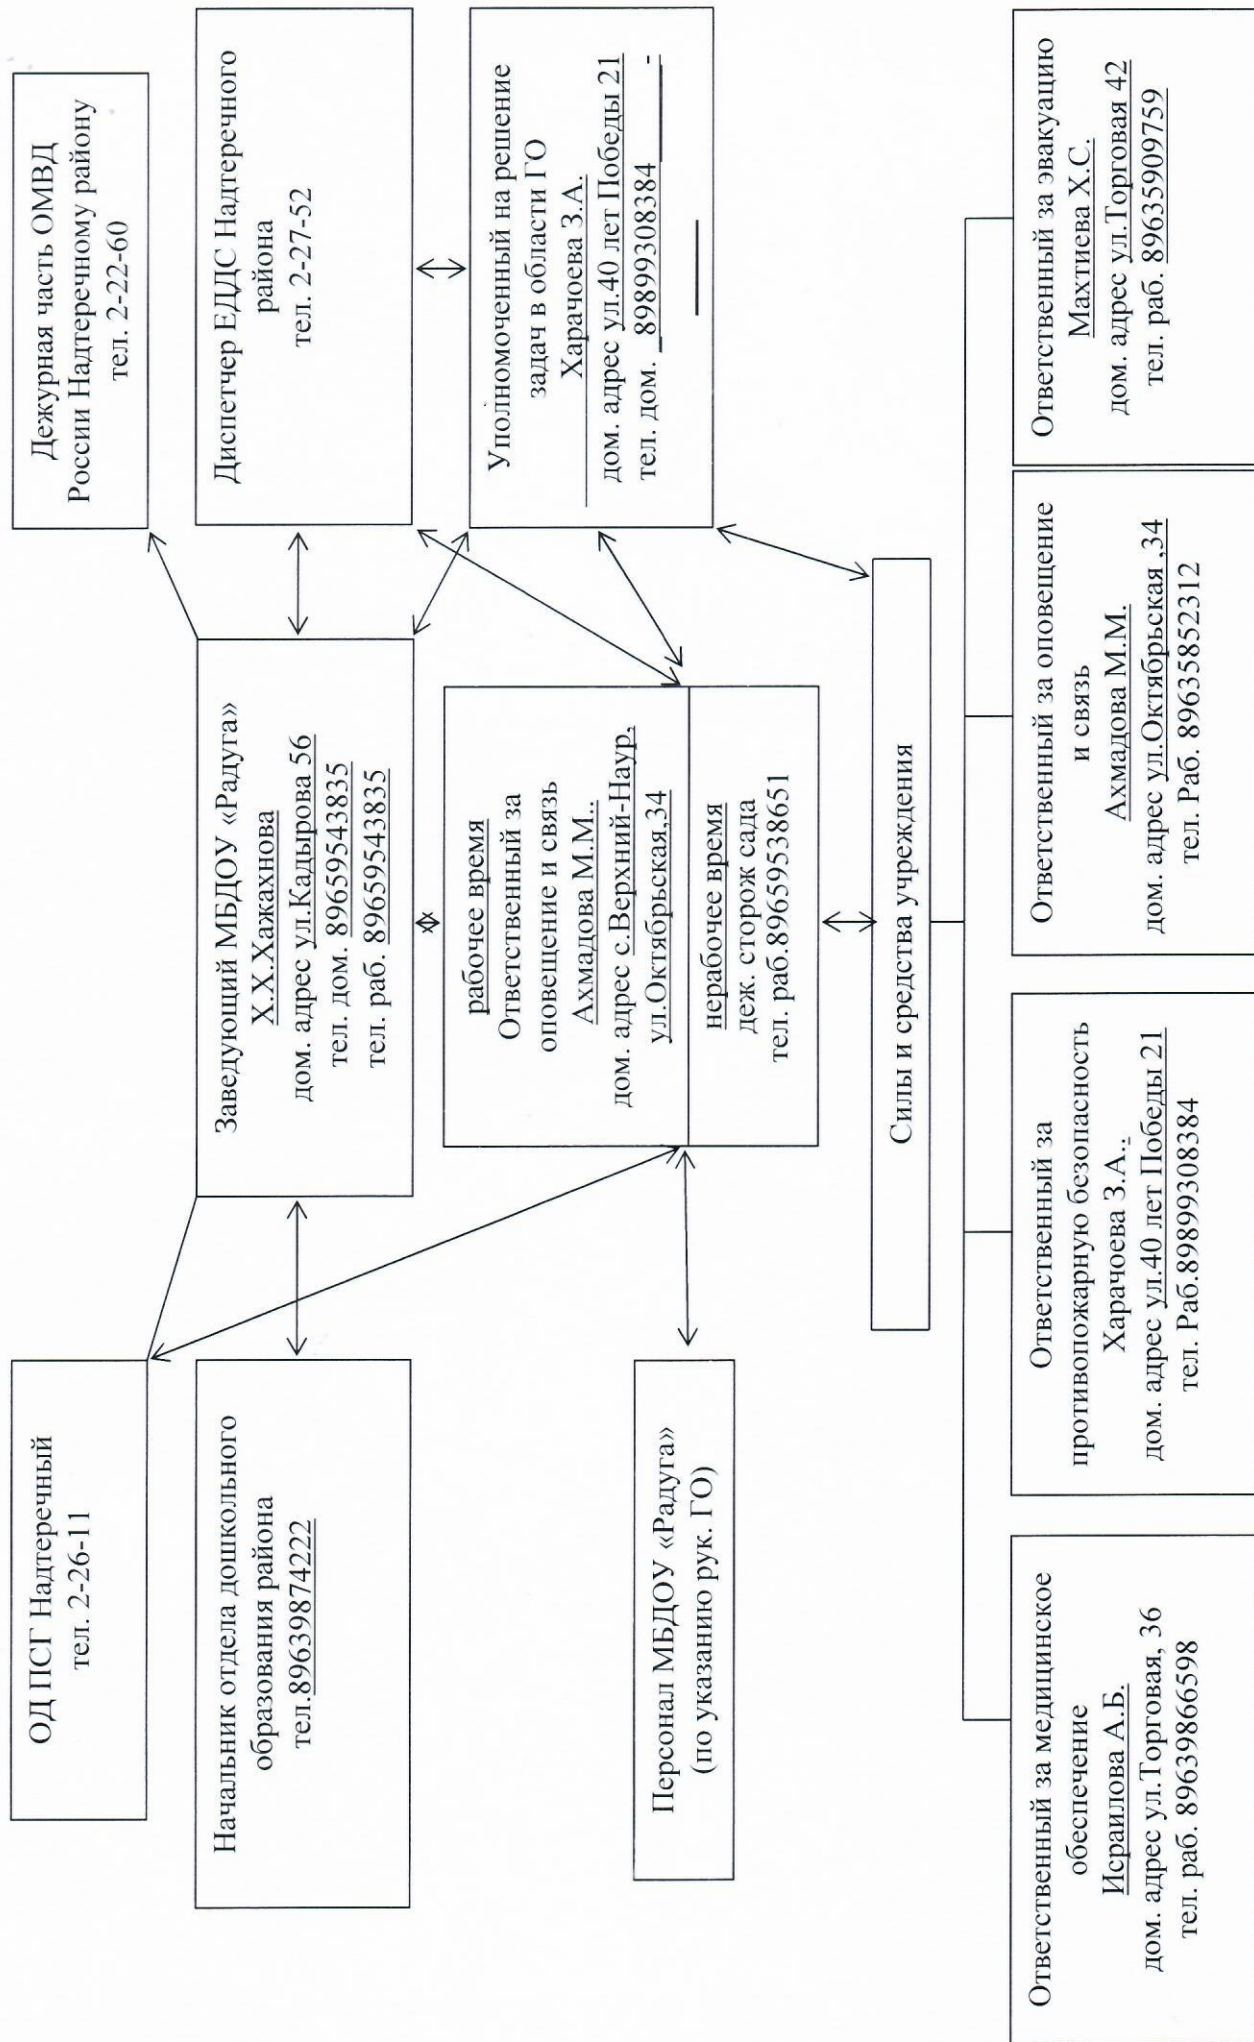 ОД ПСГ Надтеречный
тел. 2-26-11
Дежурная часть ОМВД
России Надтеречному району
тел. 2-22-60
Начальник отдела дошкольного
образования района
тел.89639874222
Заведующий МБДОУ «Радуга»
Х.Х.Хажахнова
дом. адрес ул.Кадырова 56
тел. дом. 89659543835
тел. раб. 89659543835
Диспетчер ЕДДС Надтеречного
района
тел. 2-27-52
рабочее время
Ответственный за
оповещение и связь
Ахмадова М.М..
дом. адрес с.Верхний-Наур,
ул.Октябрьская,34
нерабочее время
деж. сторож сада
тел. раб.89659538651
Уполномоченный на решение
задач в области ГО
Харачоева З.А.
дом. адрес ул.40 лет Победы 21
тел. дом. 89899308384 -
Персонал МБДОУ «Радуга»
(по указанию рук. ГО)
Силы и средства учреждения
Ответственный за медицинское
обеспечение
Исраилова А.Б.
дом. адрес ул.Торговая, 36
тел. раб. 89639866598
Ответственный за
противопожарную безопасность
Харачоева З.А..
дом. адрес ул.40 лет Победы 21
тел. Раб.89899308384
Ответственный за оповещение
и связь
Ахмадова М.М.
дом. адрес ул.Октябрьская ,34
тел. Раб. 89635852312
Ответственный за эвакуацию
Махтиева Х.С.
дом. адрес ул.Торговая 42
тел. раб. 89635909759